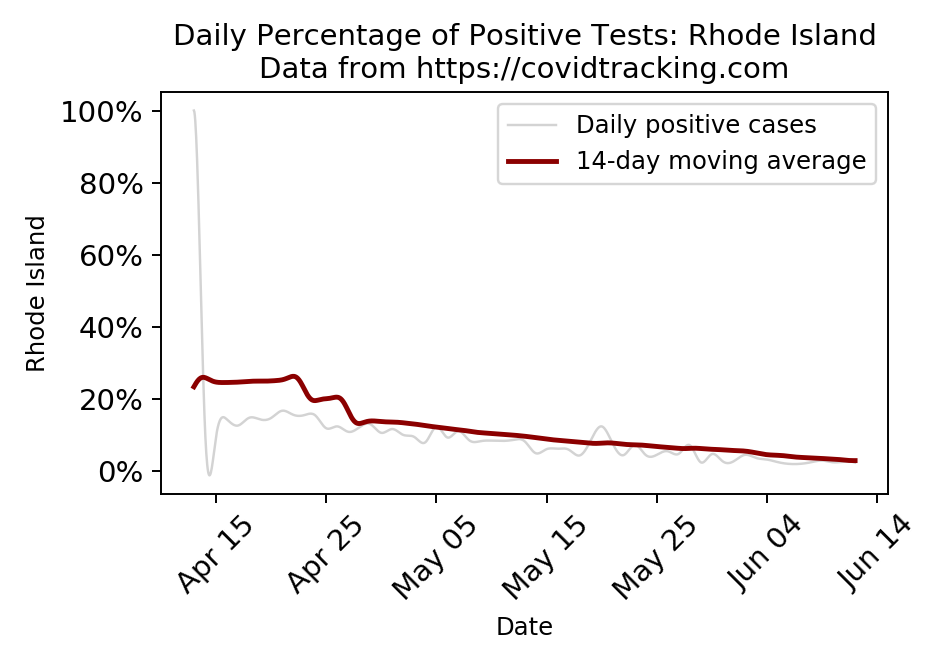 Daily Percentage of Positive Tests: Rhode Island
Data from https://covidtracking.com
Daily positive cases
14-day moving average
100%
80%
60%
40%
20%
0%
Rhode Island
Apr 15
Apr 25
May 05
May 15
May 25
Jun 04
Jun 14
Date